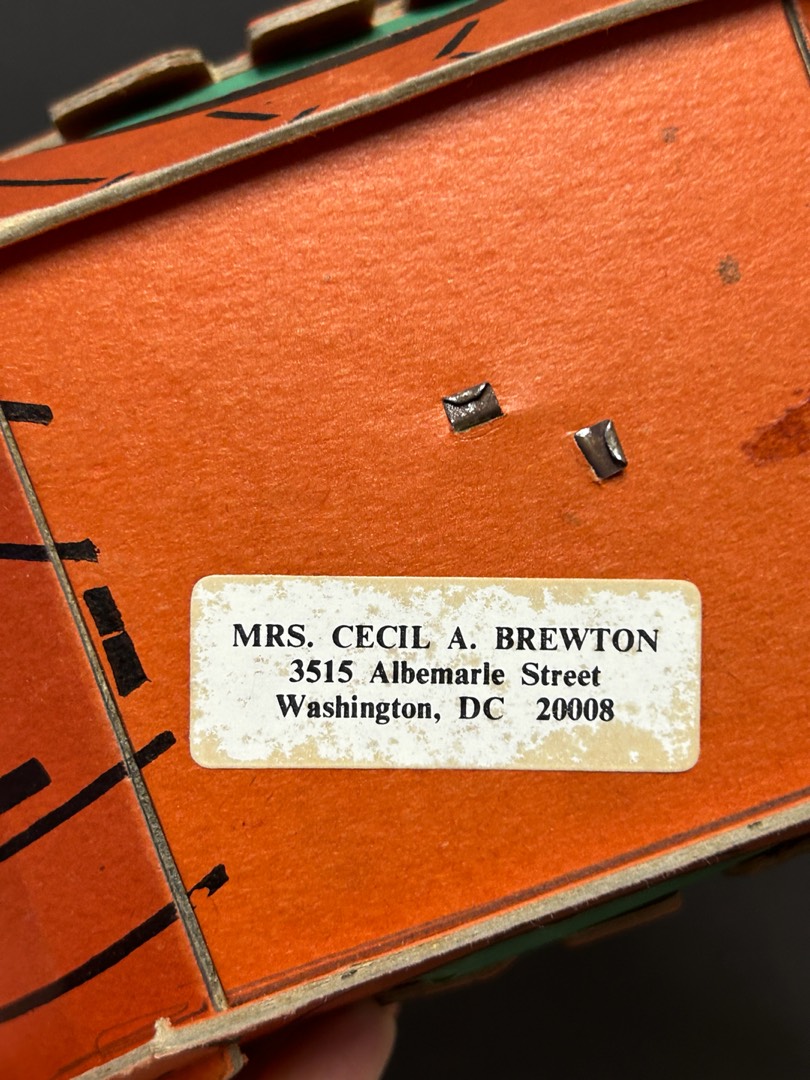 MRS. CECIL A. BREWTON
3515 Albemarle Street
Washington, DC 20008